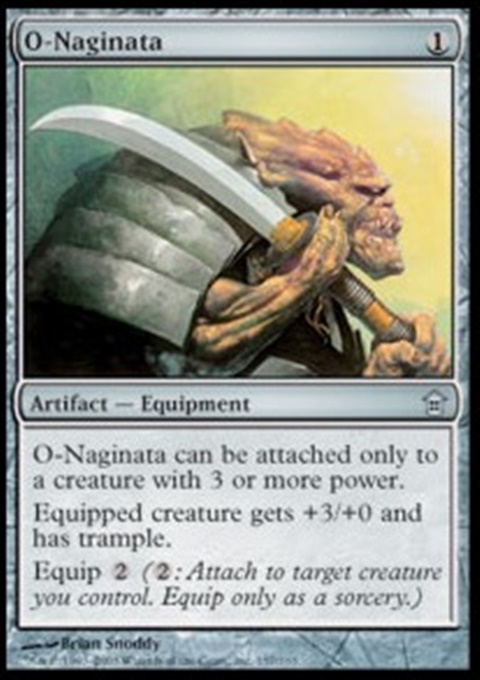 O-Naginata 1
Artifact — Equipment
O-Naginata can be attached only to
a creature with 3 or more power.
Equipped creature gets +3/+0 and
has trample.
Equip 2 (2: Attach to target creature
you control. Equip only as a sorcery.)
Brian Snoddy